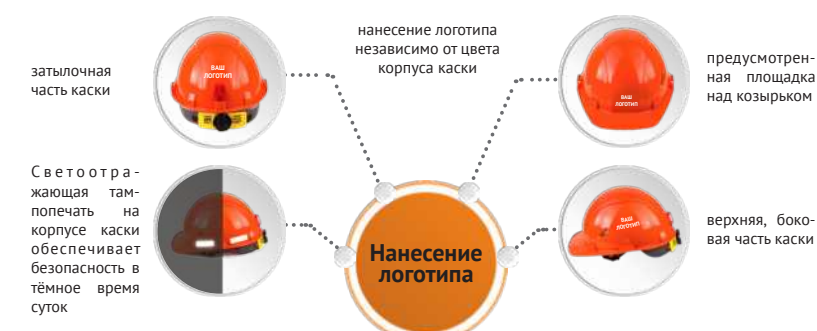 затылочная
часть каски
ВАШ
ЛОГОТИП
нанесение логотипа
независимо от цвета
корпуса каски
ВАШ
ЛОГОТИП
предусмотрен-
ная площадка
над козырьком
Светоотра-
жающая там-
попечать на
корпусе каски
обеспечивает
безопасность в
тёмное время
суток
Нанесение
логотипа
ВАШ
ЛОГОТИП
верхняя, боко-
вая часть каски